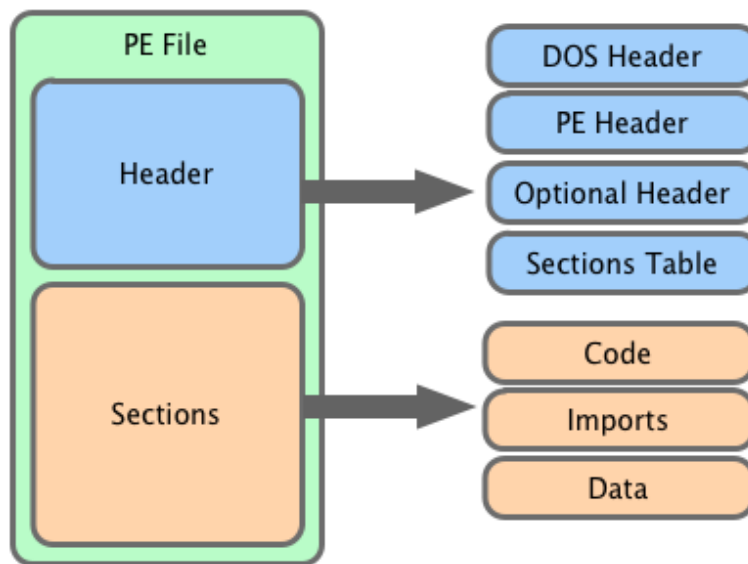 PE File
Header
Sections
DOS Header
PE Header
Optional Header
Sections Table
Code
Imports
Data